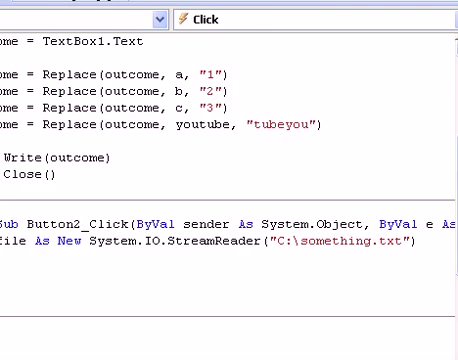 Click
ome = TextBox1.Text
ome = Replace(outcome, a, "1")
ome = Replace(outcome, b, "2")
ome = Replace(outcome, c, "3")
ome = Replace(outcome, youtube, "tubeyou")
Write(outcome)
Close()
Sub Button2_Click(ByVal sender As System.Object, ByVal e As
file As New System.IO.StreamReader("C:\something.txt")